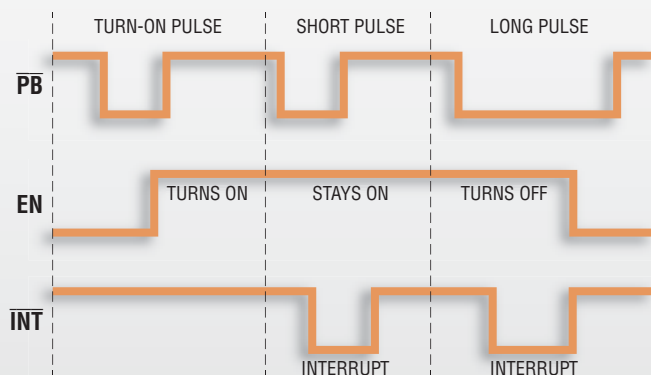 TURN-ON PULSE
SHORT PULSE
LONG PULSE
PB
EN
TURNS ON
STAYS ON
TURNS OFF
INT
INTERRUPT
INTERRUPT